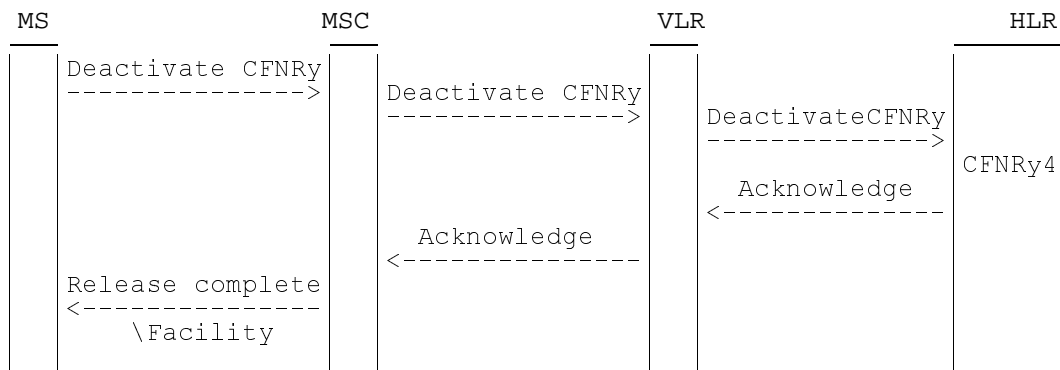 MS MSC VLR HLR
Deactivate CFNRy
--------------->
Deactivate CFNRy
--------------->
DeactivateCFNRy
-------------->
CFNRy4
Acknowledge
<--------------
Acknowledge
<---------------
Release complete
<---------------
\Facility